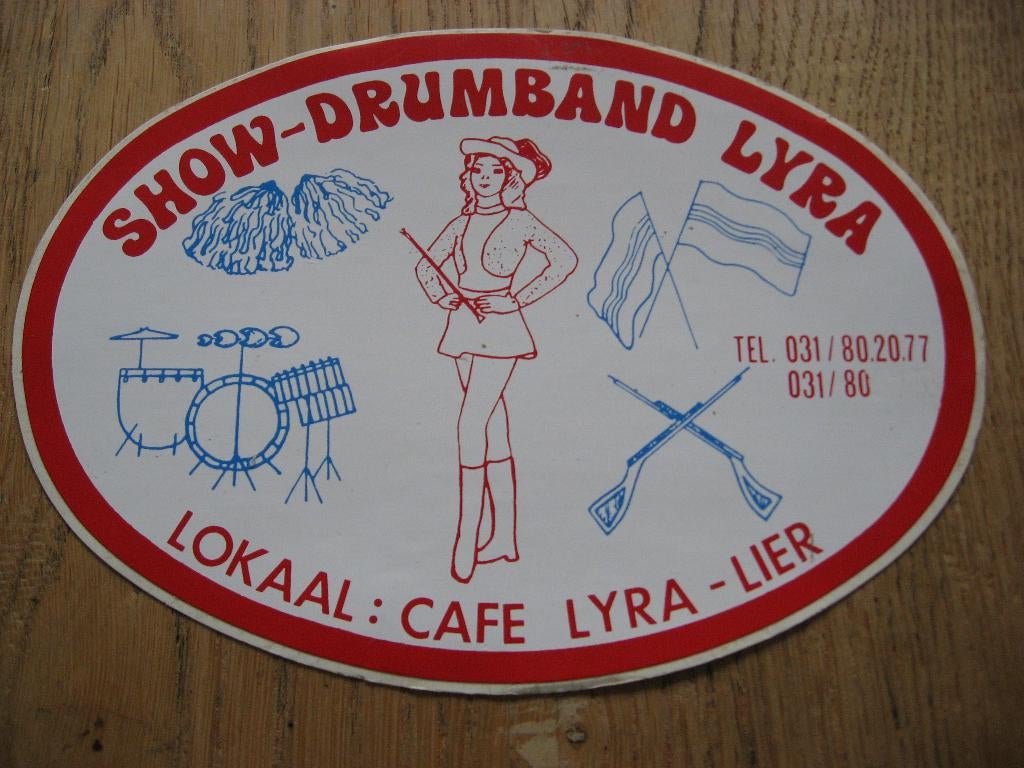 SHOW-DRUMBAND LYRA
TEL. 031/80.20.77
031/80
LOKAAL: CAFE LYRA-LIER